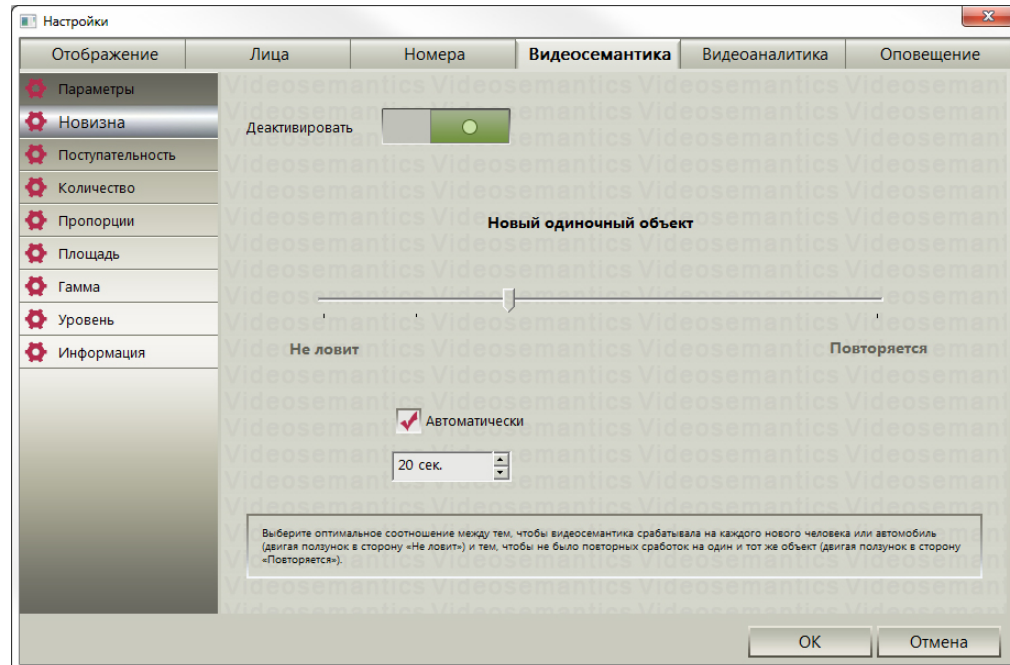 Настройки
Отображение Лица Номера Видеосемантика Видеоаналитика Оповещение
Параметры
Новизна
Поступательность
Количество
Пропорции
Площадь
Гамма
Уровень
Информация
Деактивировать
Новый одиночный объект
Не ловит Повторяется
Автоматически
20 сек.
Выберите оптимальное соотношение между тем, чтобы видеосемантика срабатывала на каждого нового человека или автомобиль
(двигая ползунок в сторону «Не ловит») и тем, чтобы не было повторных сработок на один и тот же объект (двигая ползунок в сторону
«Повторяется»).
OK Отмена